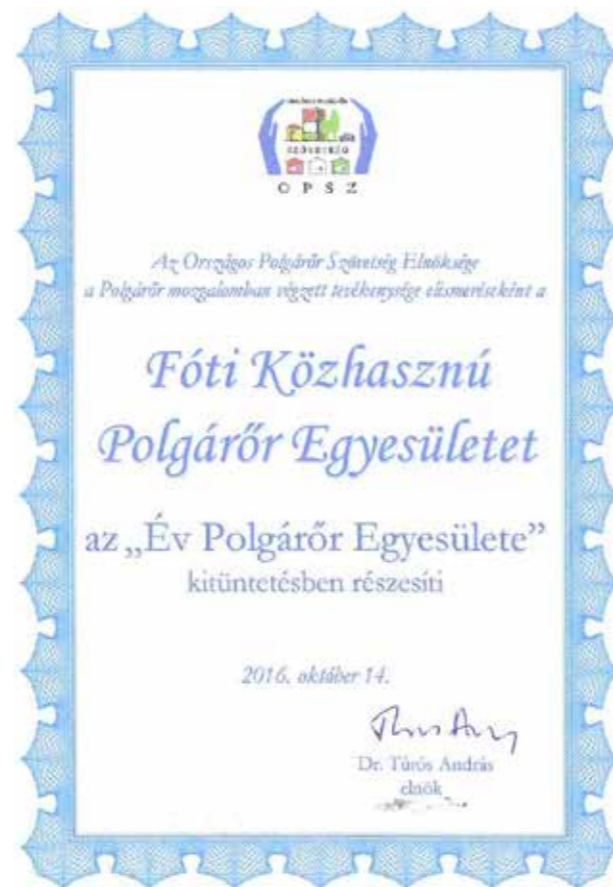 SZÖVETSÉG
O P S Z
Az Országos Polgárőr Szövetség Elnöksége
a Polgárőr mozgalomban végzett tevékenysége elismeréseként a
Fóti Közhasznú
Polgárőr Egyesületet
az „Év Polgárőr Egyesülete”
kitüntetésben részesíti
2016. október 14.
Dr. Túrós András
elnök